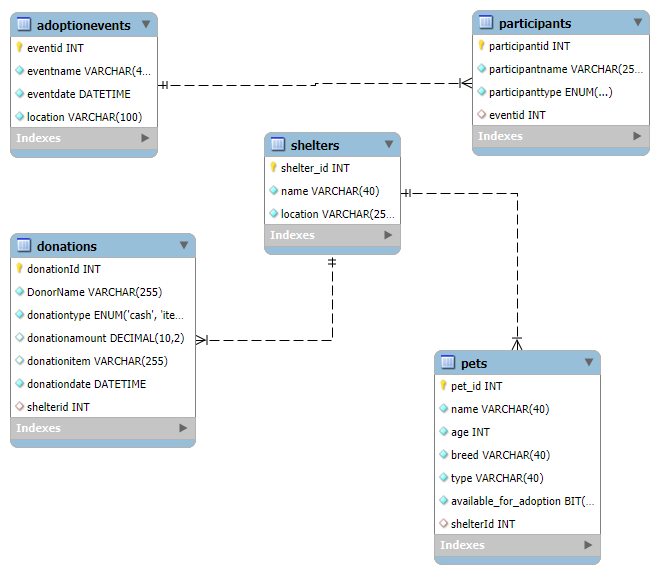 adoptionevents
eventid INT
eventname VARCHAR(4...
eventdate DATETIME
location VARCHAR(100)
Indexes
participants
participantid INT
participantname VARCHAR(25...
participanttype ENUM(...)
eventid INT
Indexes
shelters
shelter_id INT
name VARCHAR(40)
location VARCHAR(25...
Indexes
donations
donationId INT
DonorName VARCHAR(255)
donationtype ENUM('cash', 'ite...
donationamount DECIMAL(10,2)
donationitem VARCHAR(255)
donationdate DATETIME
shelterid INT
Indexes
pets
pet_id INT
name VARCHAR(40)
age INT
breed VARCHAR(40)
type VARCHAR(40)
available_for_adoption BIT(...
shelterId INT
Indexes